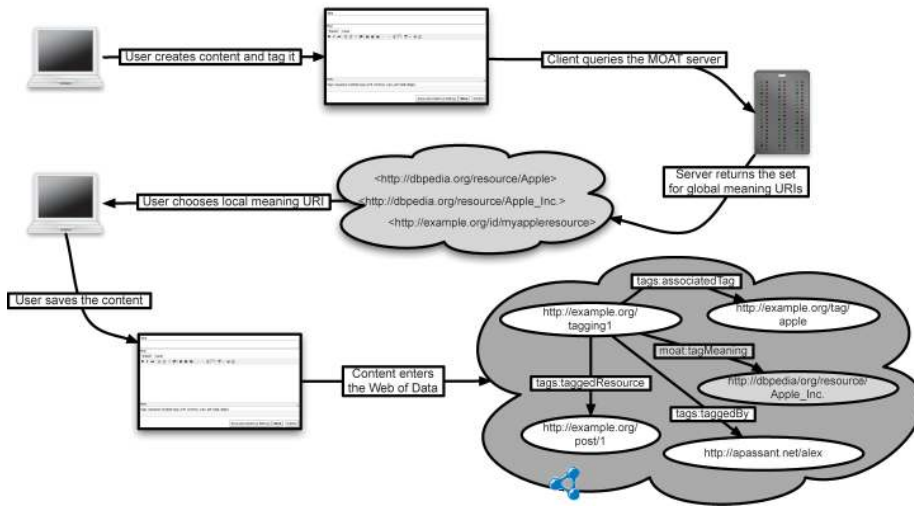 User creates content and tag it
Client queries the MOAT server
Server returns the set
for global meaning URIs
<http://dbpedia.org/resource/Apple>
<http://dbpedia.org/resource/Apple_Inc.>
<http://example.org/id/myappleresource>
User chooses local meaning URI
User saves the content
Content enters
the Web of Data
http://example.org/
tagging1
tags:associatedTag
http://example.org/tag/
apple
moat:tagMeaning
http://dbpedia/org/resource/
Apple_Inc.
tags:taggedResource
tags:taggedBy
http://example.org/
post/1
http://apassant.net/alex